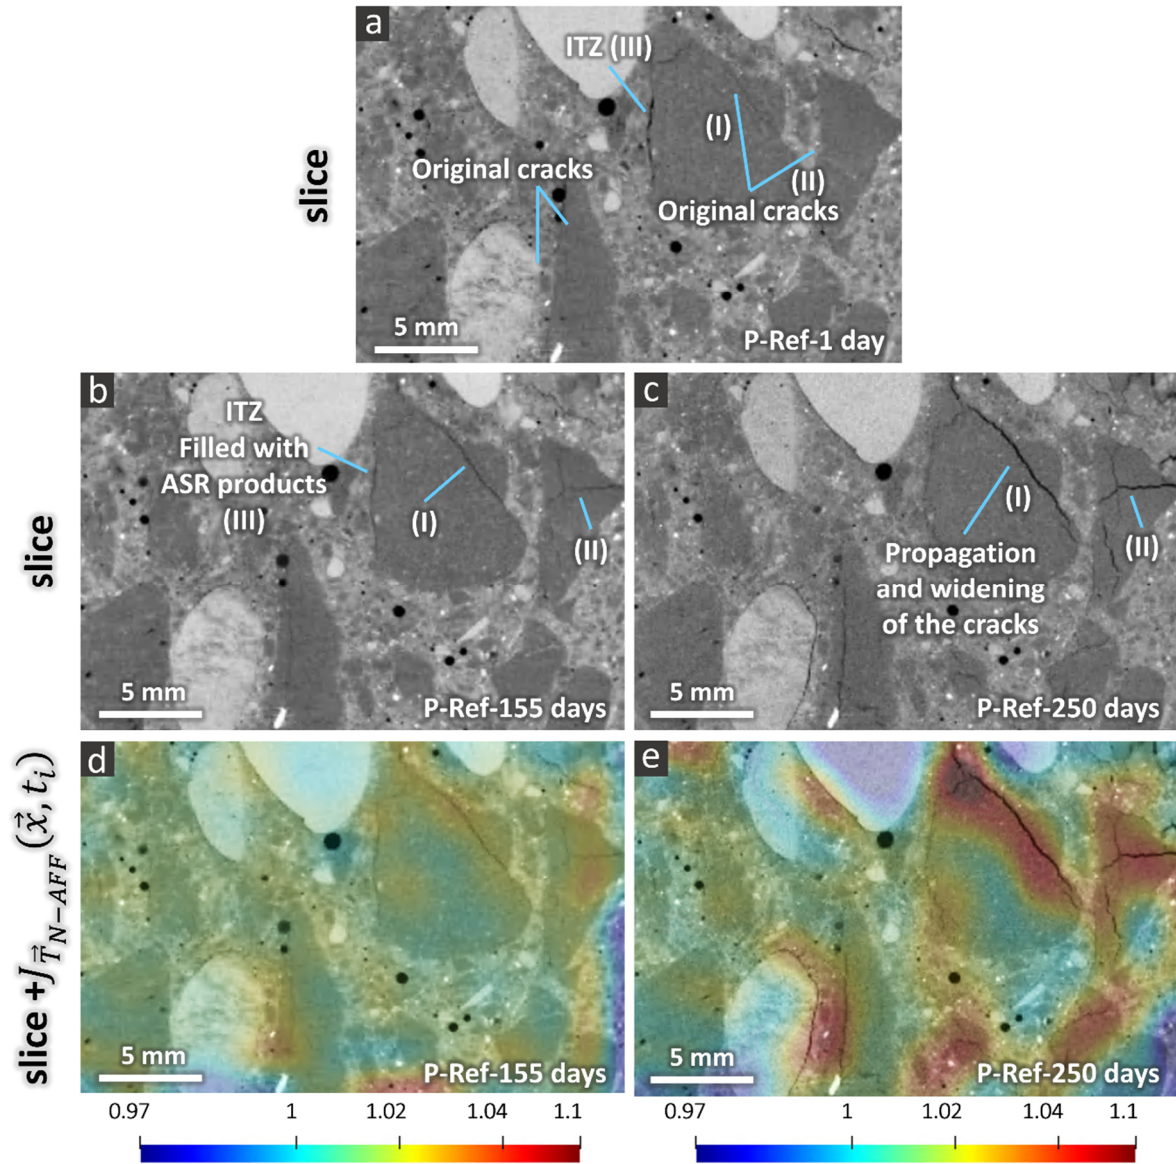 a
ITZ (III)
(I)
Original cracks
(II)
Original cracks
slice
5 mm
P-Ref-1 day
b
ITZ
Filled with
ASR products
(III)
(I)
(II)
slice
5 mm
P-Ref-155 days
c
(I)
(II)
Propagation
and widening
of the cracks
5 mm
P-Ref-250 days
d
slice +J_{\vec{T}_{N-AFF}}(\vec{x}, t_i)
5 mm
P-Ref-155 days
e
5 mm
P-Ref-250 days
0.97 1 1.02 1.04 1.1
0.97 1 1.02 1.04 1.1